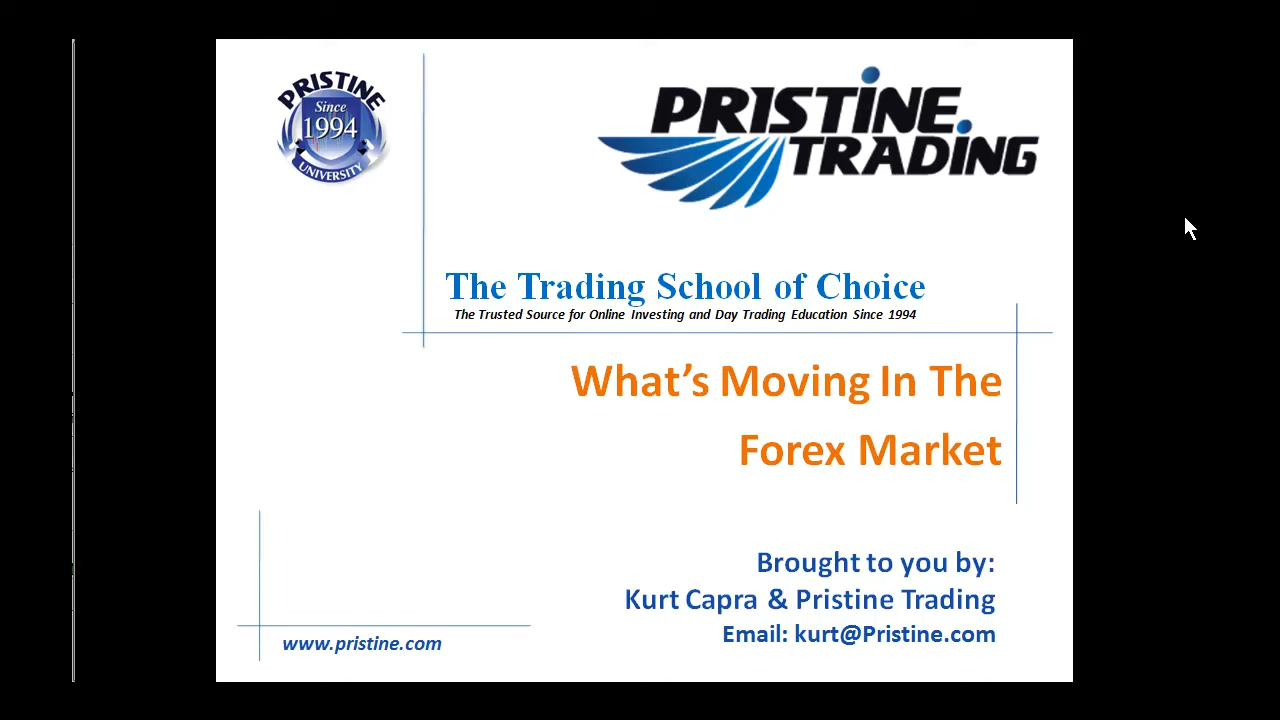 PRISTINE
Since
1994
UNIVERSITY
PRISTINE
TRADING
The Trading School of Choice
The Trusted Source for Online Investing and Day Trading Education Since 1994
What's Moving In The
Forex Market
Brought to you by:
Kurt Capra & Pristine Trading
Email: kurt@Pristine.com
www.pristine.com